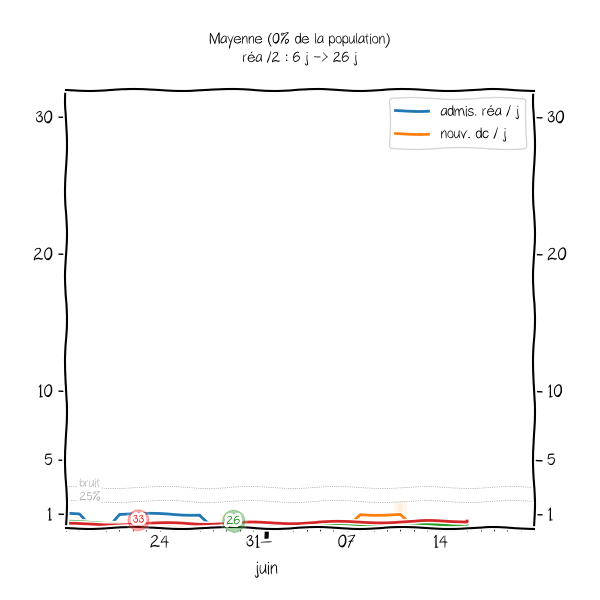 Mayenne (0% de la population)
réa /2 : 6 j -> 26 j
admis. réa / j
nouv. dc / j
30
30
20
20
10
10
5
5
bruit
25%
1
1
33
26
24
31
07
14
juin